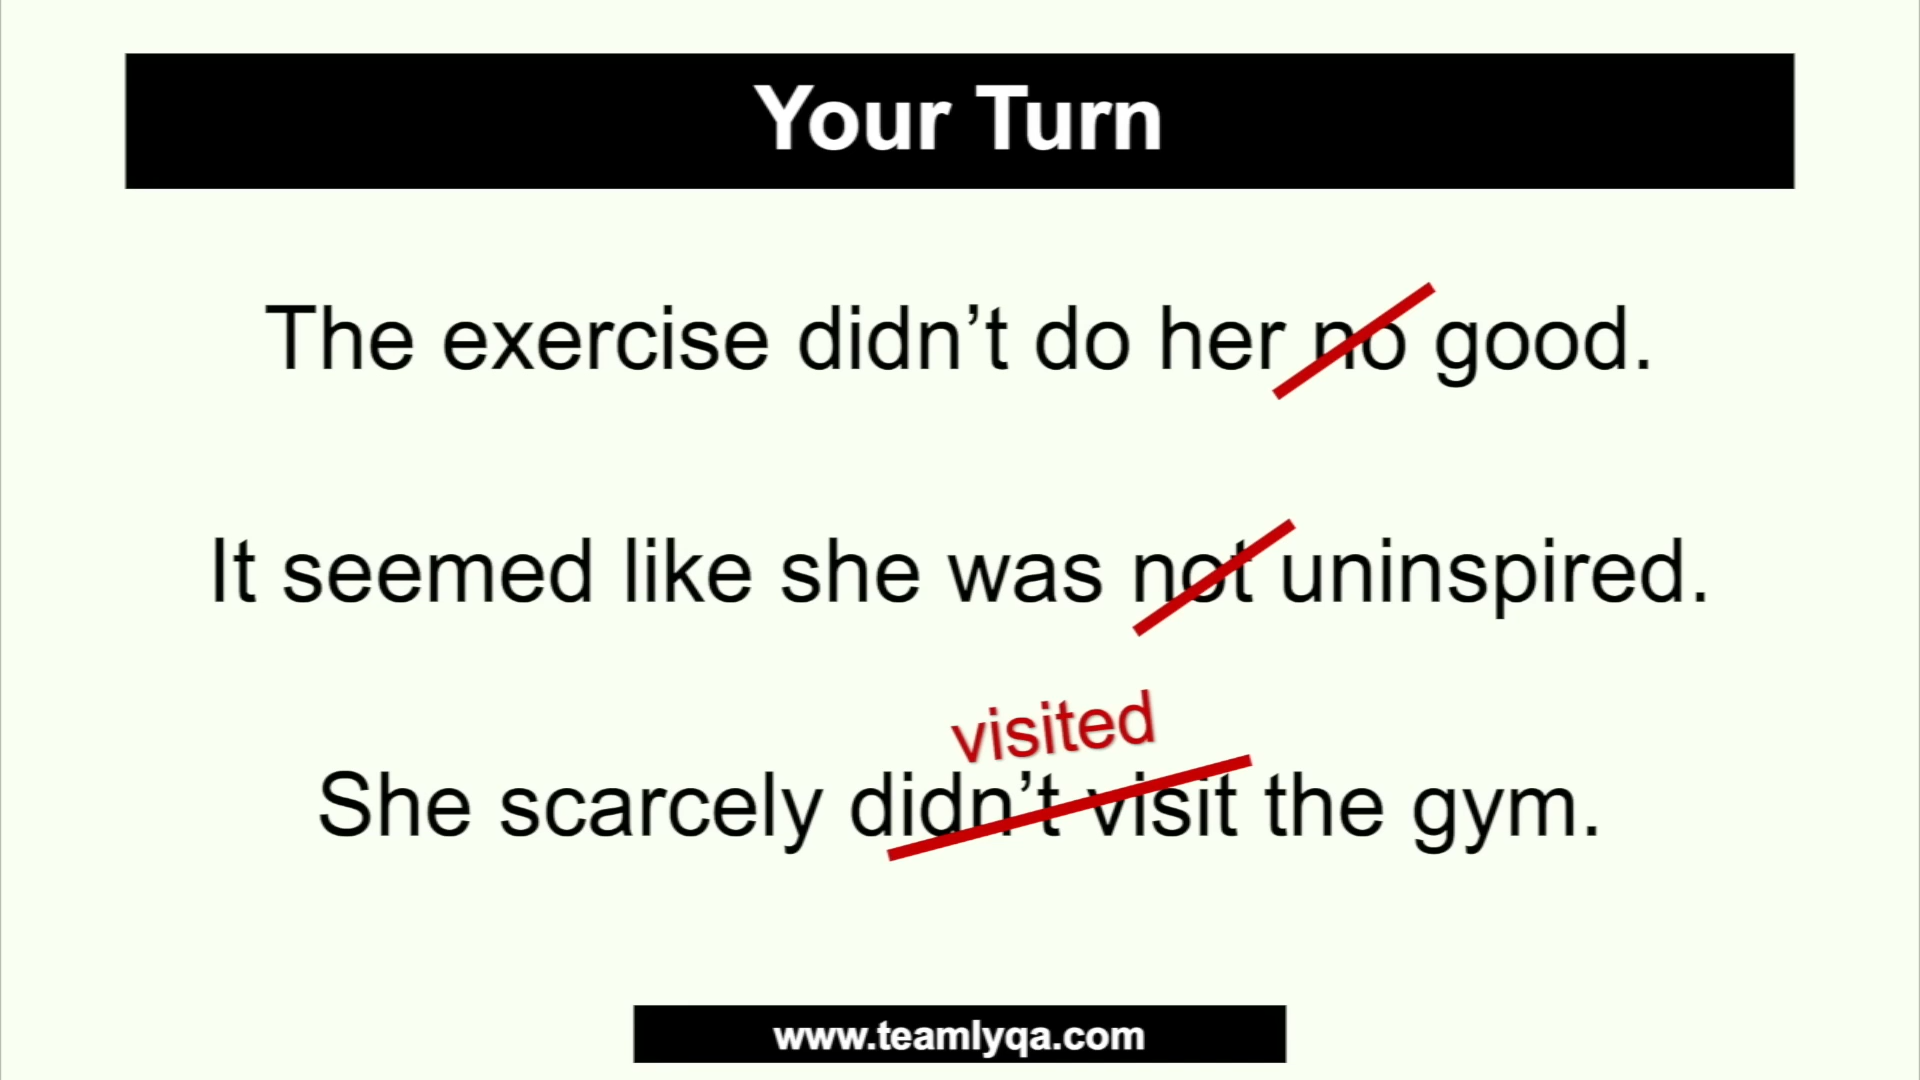 Your Turn
The exercise didn’t do her no good.
It seemed like she was not uninspired.
visited
She scarcely didn’t visit the gym.
www.teamlyqa.com